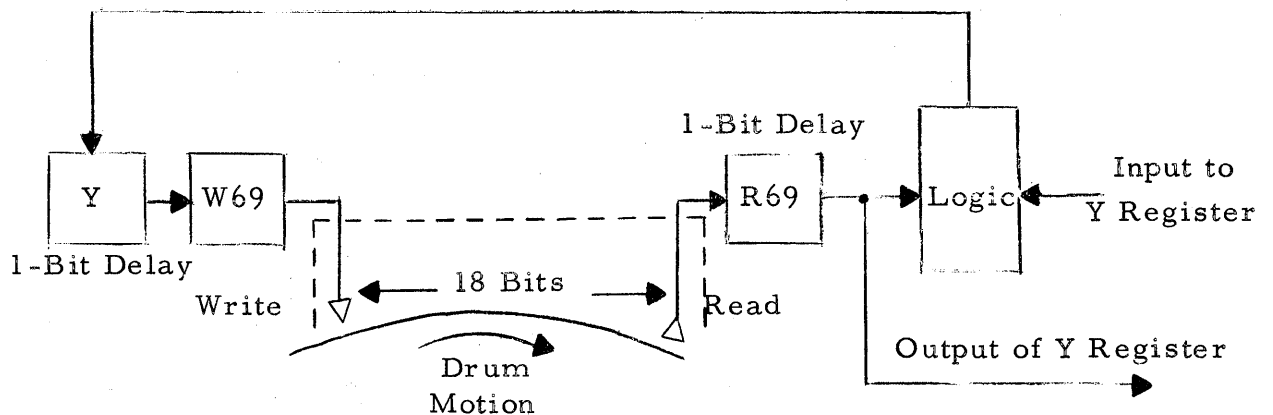 1-Bit Delay
Y
W69
R69
Logic
Input to
Y Register
1-Bit Delay
Write
18 Bits
Read
Drum
Motion
Output of Y Register